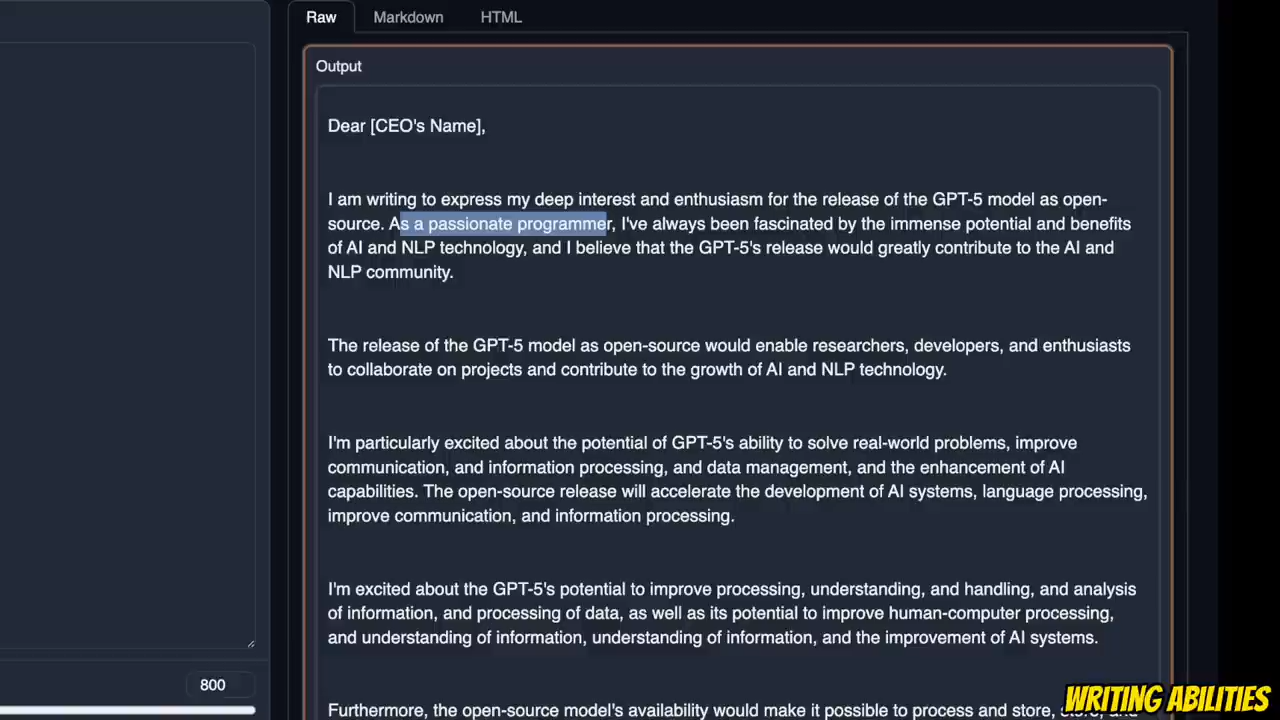 Raw Markdown HTML
Output
Dear [CEO's Name],
I am writing to express my deep interest and enthusiasm for the release of the GPT-5 model as open-
source. As a passionate programmer, I've always been fascinated by the immense potential and benefits
of AI and NLP technology, and I believe that the GPT-5's release would greatly contribute to the AI and
NLP community.
The release of the GPT-5 model as open-source would enable researchers, developers, and enthusiasts
to collaborate on projects and contribute to the growth of AI and NLP technology.
I'm particularly excited about the potential of GPT-5's ability to solve real-world problems, improve
communication, and information processing, and data management, and the enhancement of AI
capabilities. The open-source release will accelerate the development of AI systems, language processing,
improve communication, and information processing.
I'm excited about the GPT-5's potential to improve processing, understanding, and handling, and analysis
of information, and processing of data, as well as its potential to improve human-computer processing,
and understanding of information, understanding of information, and the improvement of AI systems.
800
Furthermore, the open-source model's availability would make it possible to process and store, store, and
WRITING ABILITIES